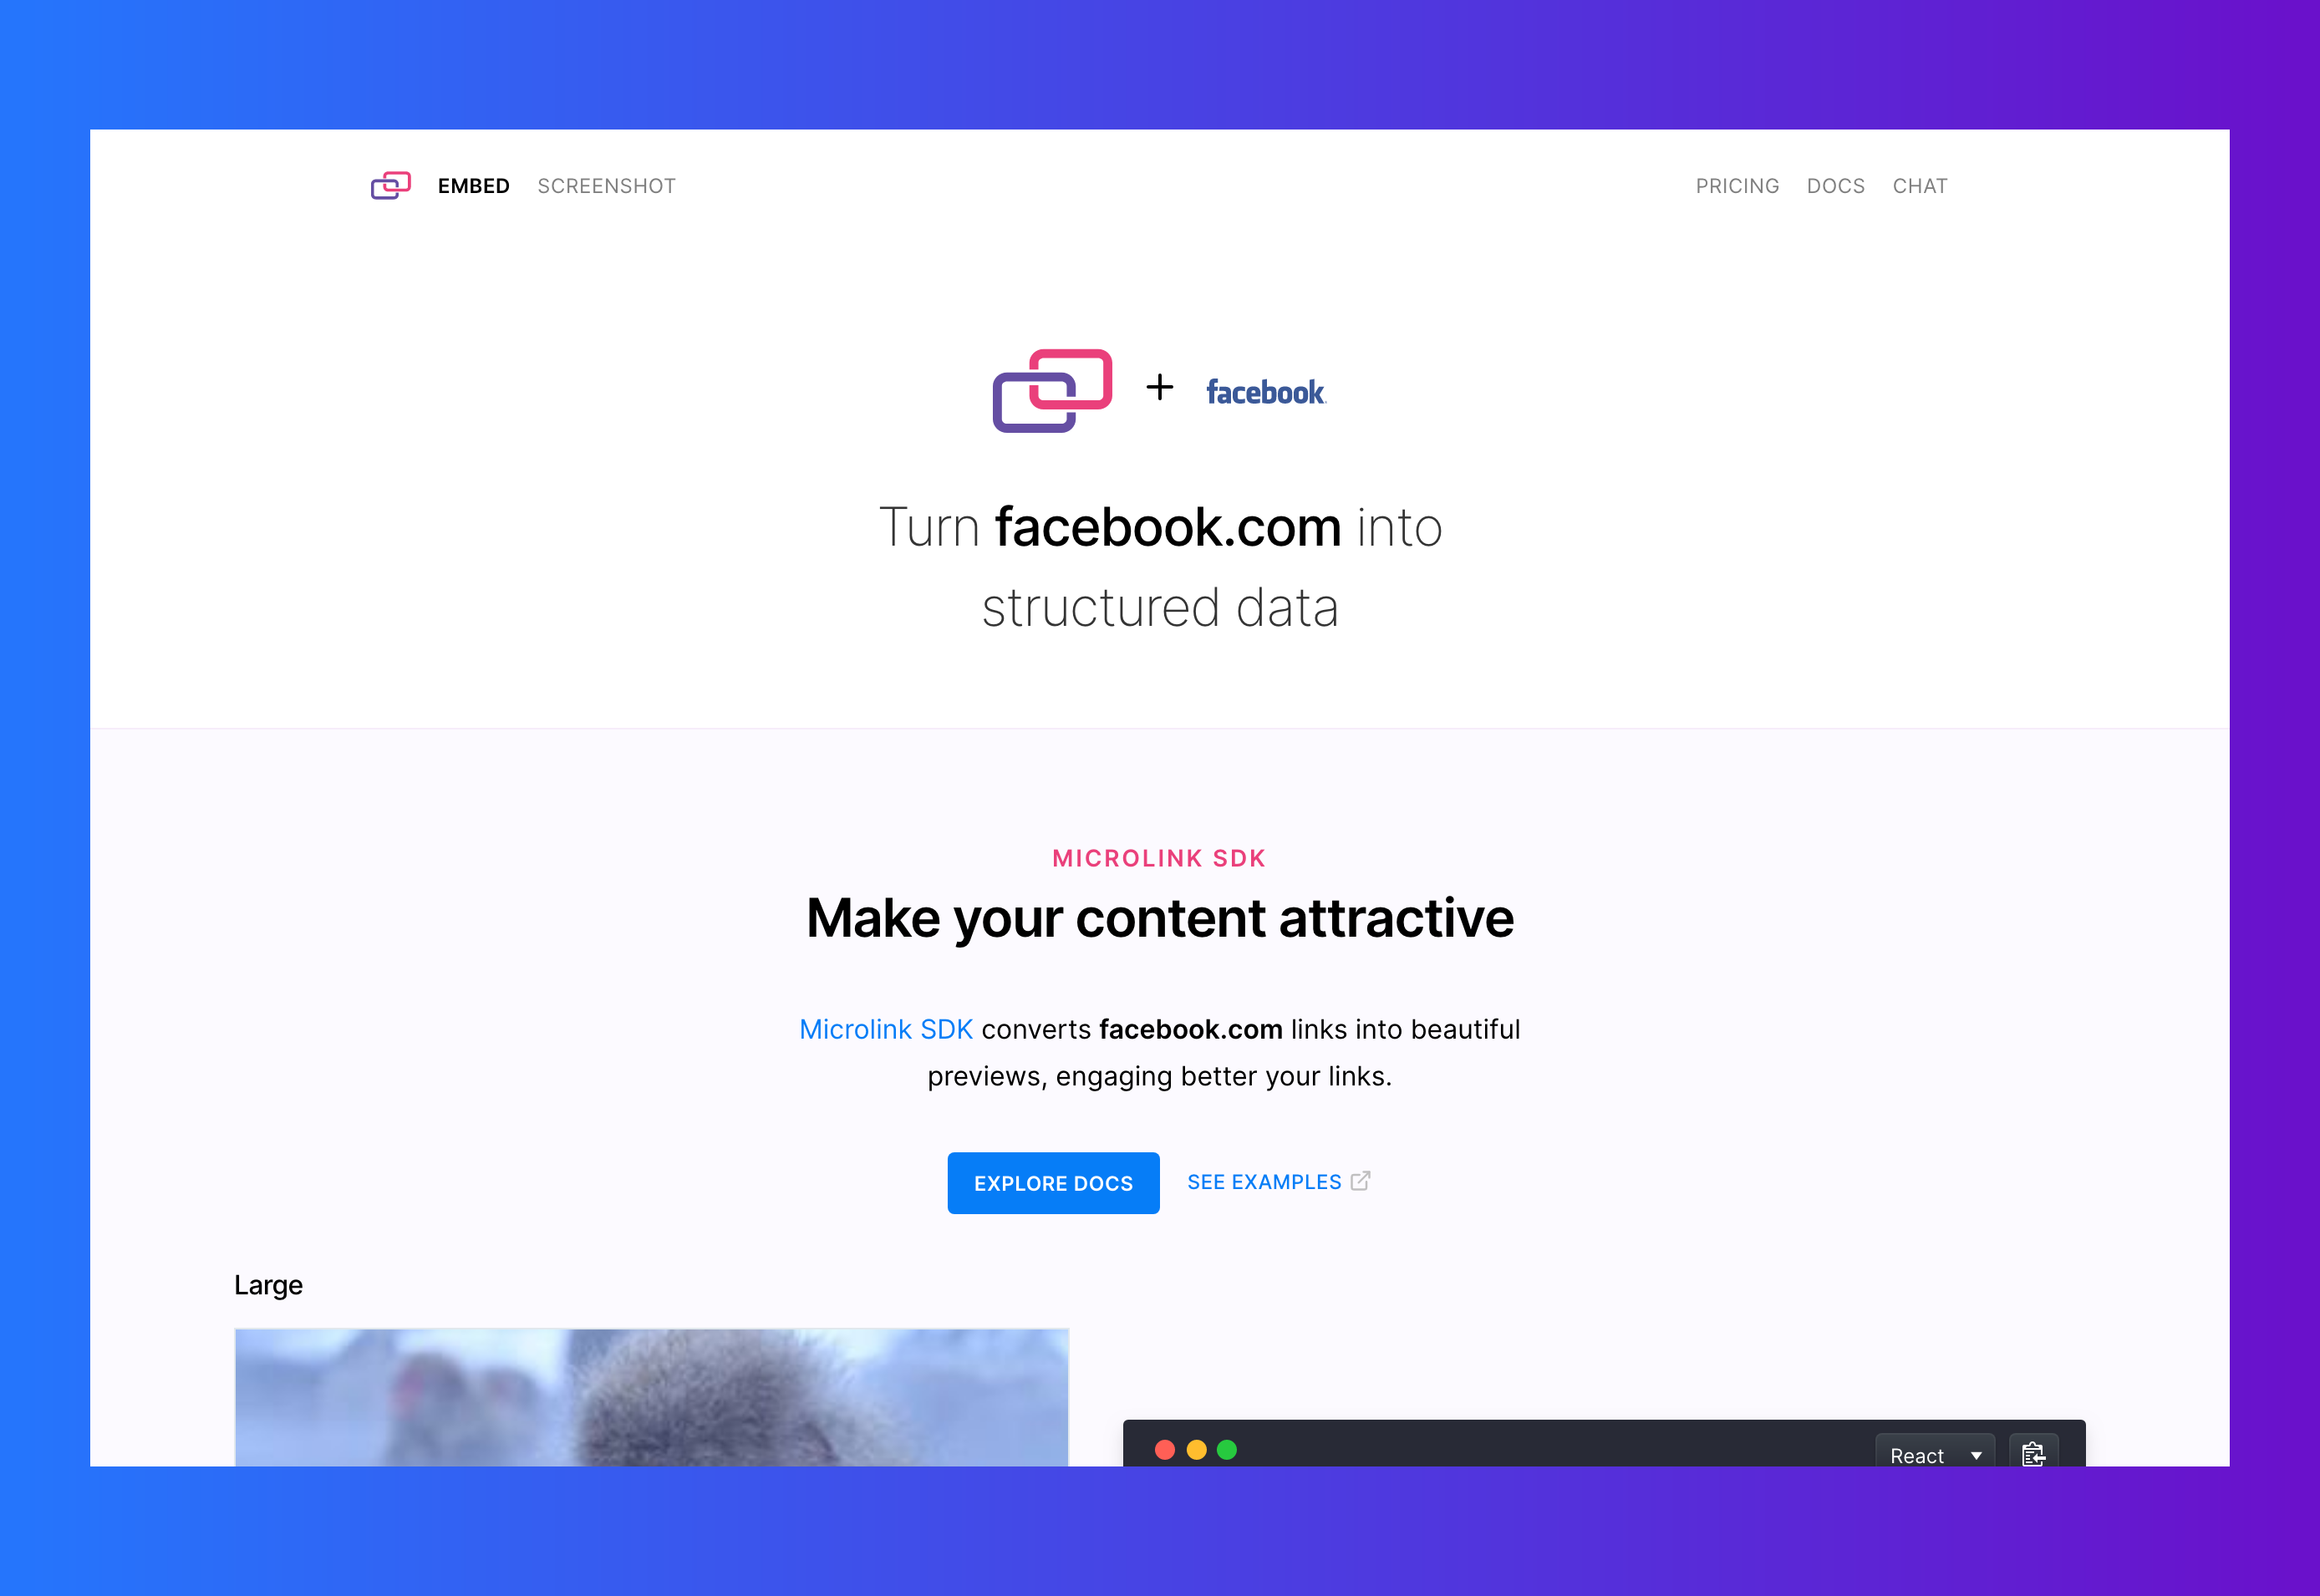 EMBED SCREENSHOT PRICING DOCS CHAT
facebook
Turn facebook.com into
structured data
MICROLINK SDK
Make your content attractive
Microlink SDK converts facebook.com links into beautiful
previews, engaging better your links.
EXPLORE DOCS SEE EXAMPLES
Large
React